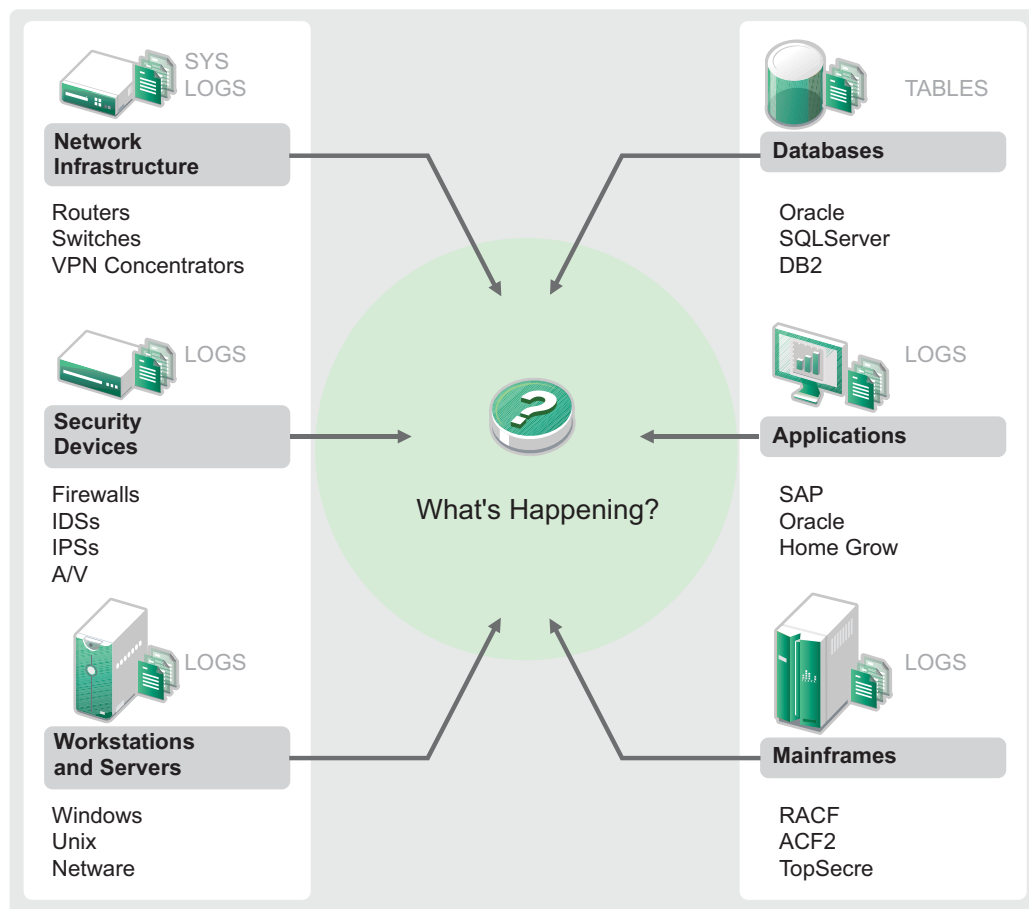 SYS
LOGS
Network
Infrastructure
Routers
Switches
VPN Concentrators
LOGS
Security
Devices
Firewalls
IDSs
IPSs
A/V
LOGS
Workstations
and Servers
Windows
Unix
Netware
?
What's Happening?
TABLES
Databases
Oracle
SQLServer
DB2
LOGS
Applications
SAP
Oracle
Home Grow
LOGS
Mainframes
RACF
ACF2
TopSecre